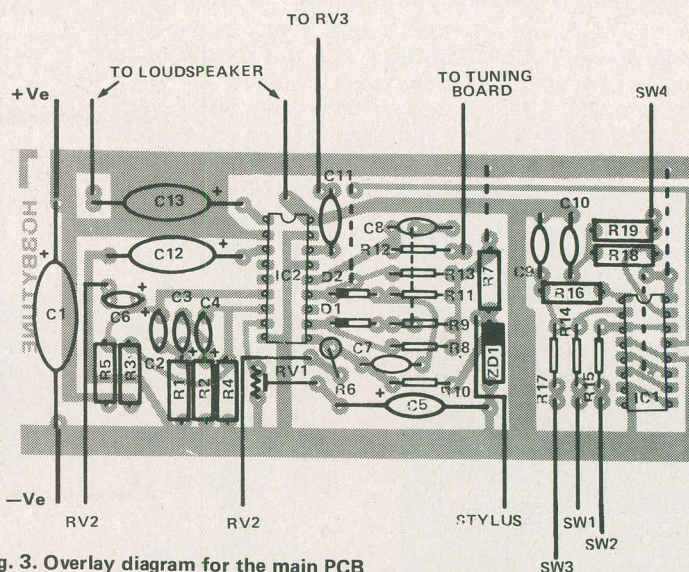 TO RV3
TO LOUDSPEAKER
+Ve
TO TUNING
BOARD
SW4
C11
C13
C8
C10
R12
R19
C12
IC2
D2
R13
R7
C9
R18
R11
R16
C1
C6
C3
C4
D1
R9
R14
R8
C2
C7
ZD1
R5
R3
R1
R2
R4
RV1
R6
R10
C5
R17
R15
IC1
HOBBYTUNE
—Ve
RV2
RV2
STYLUS
SW1
SW2
SW3
g. 3. Overlay diagram for the main PCB